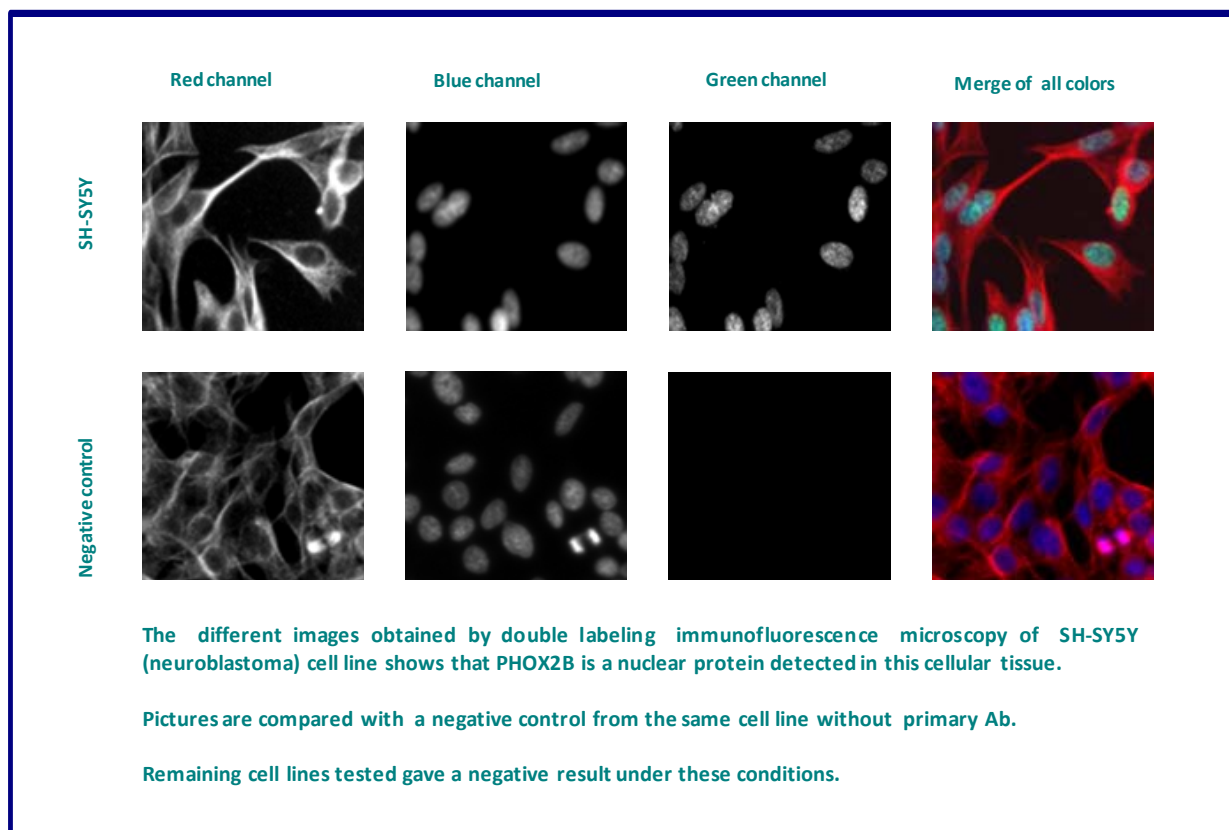 Red channel
Blue channel
Green channel
Merge of all colors
SH-SY5Y
Negative control
The different images obtained by double labeling immunofluorescence microscopy of SH-SY5Y
(neuroblastoma) cell line shows that PHOX2B is a nuclear protein detected in this cellular tissue.
Pictures are compared with a negative control from the same cell line without primary Ab.
Remaining cell lines tested gave a negative result under these conditions.